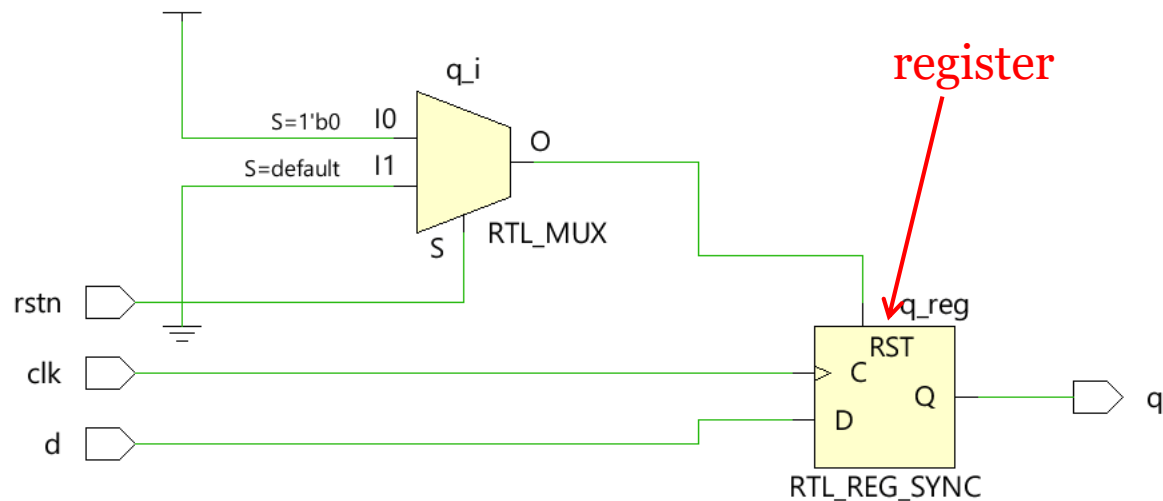 register
q_i
S=1'b0
I0
O
S=default
I1
S
RTL_MUX
rstn
q_reg
RST
clk
C
Q
q
d
D
RTL_REG_SYNC